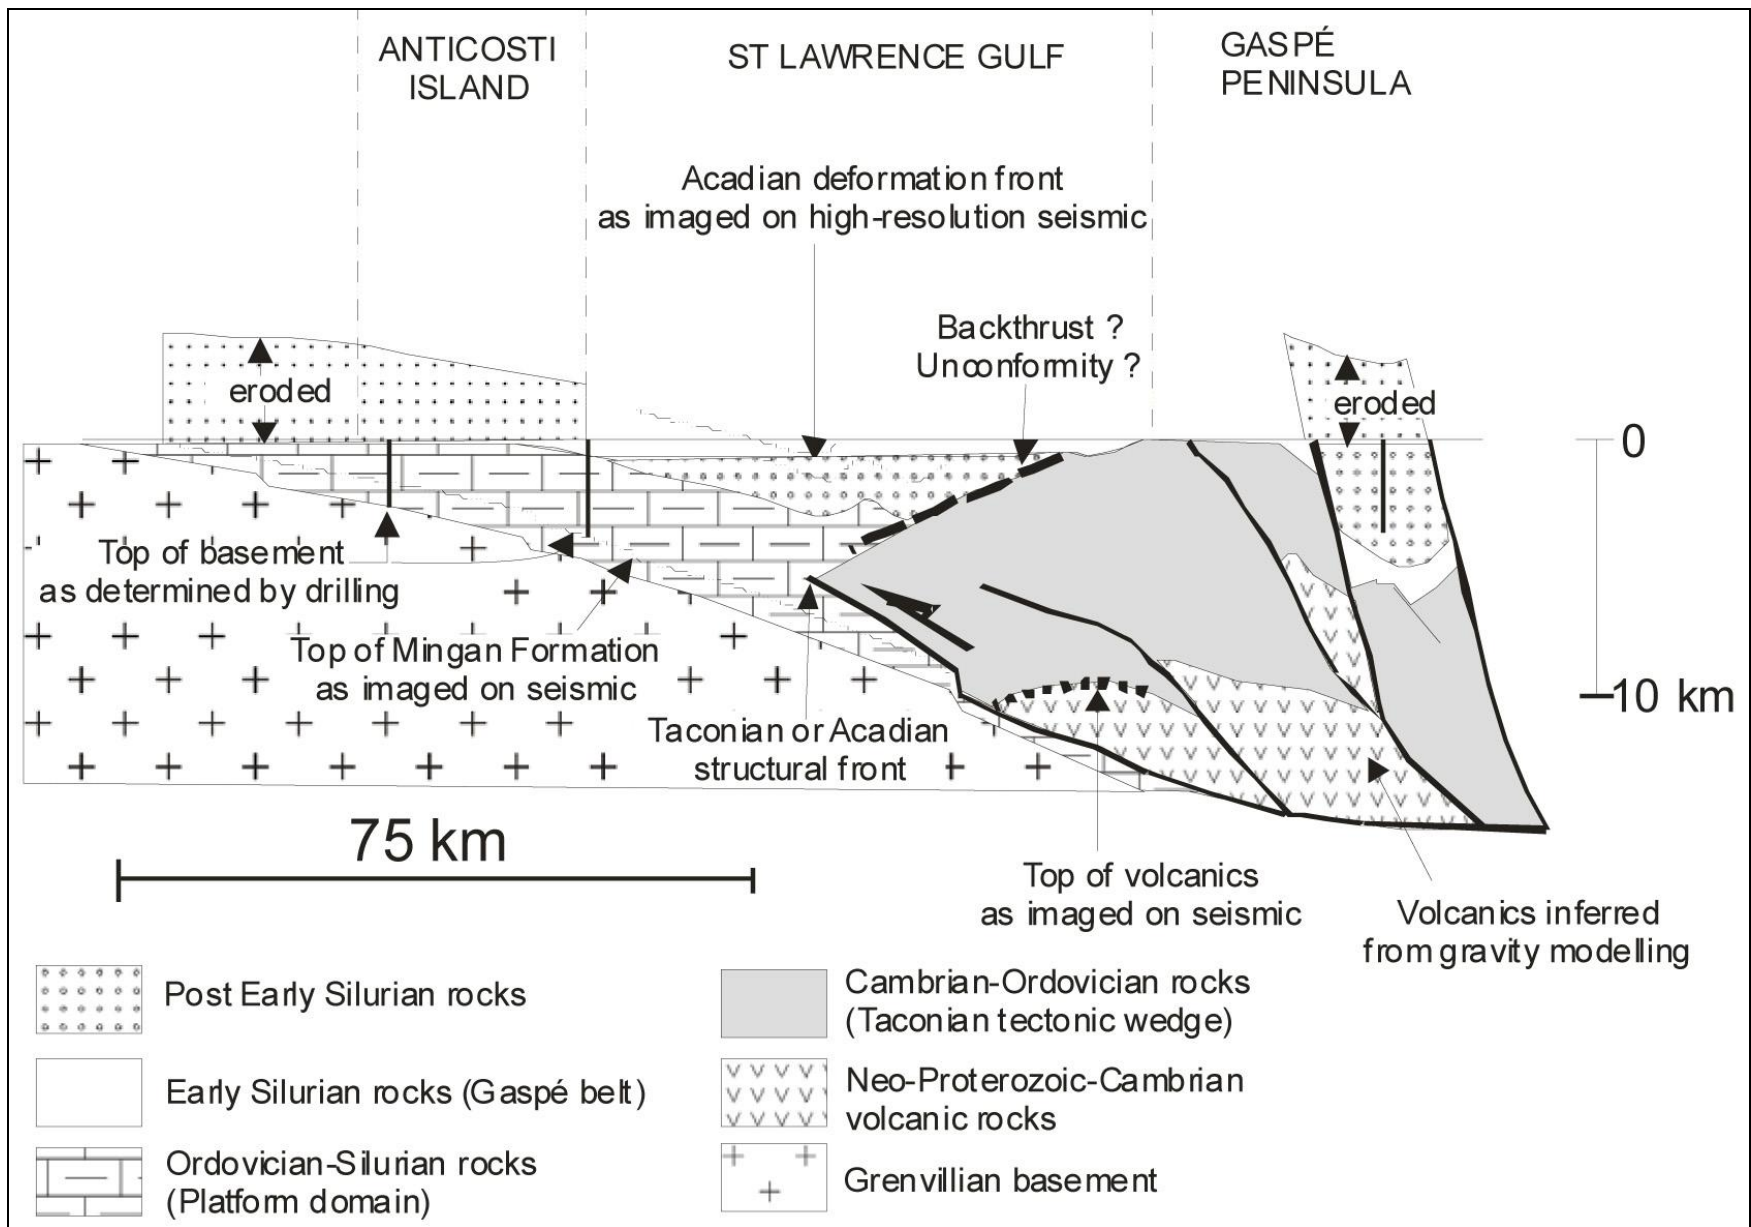 ANTICOSTI
ISLAND
ST LAWRENCE GULF
GASPÉ
PENINSULA
Acadian deformation front
as imaged on high-resolution seismic
Backthrust ?
Unconformity ?
eroded
eroded
0
Top of basement
as determined by drilling
Top of Mingan Formation
as imaged on seismic
10 km
Taconian or Acadian
structural front
75 km
Top of volcanics
as imaged on seismic
Volcanics inferred
from gravity modelling
Post Early Silurian rocks
Early Silurian rocks (Gaspé belt)
Ordovician-Silurian rocks
(Platform domain)
Cambrian-Ordovician rocks
(Taconian tectonic wedge)
Neo-Proterozoic-Cambrian
volcanic rocks
Grenvillian basement